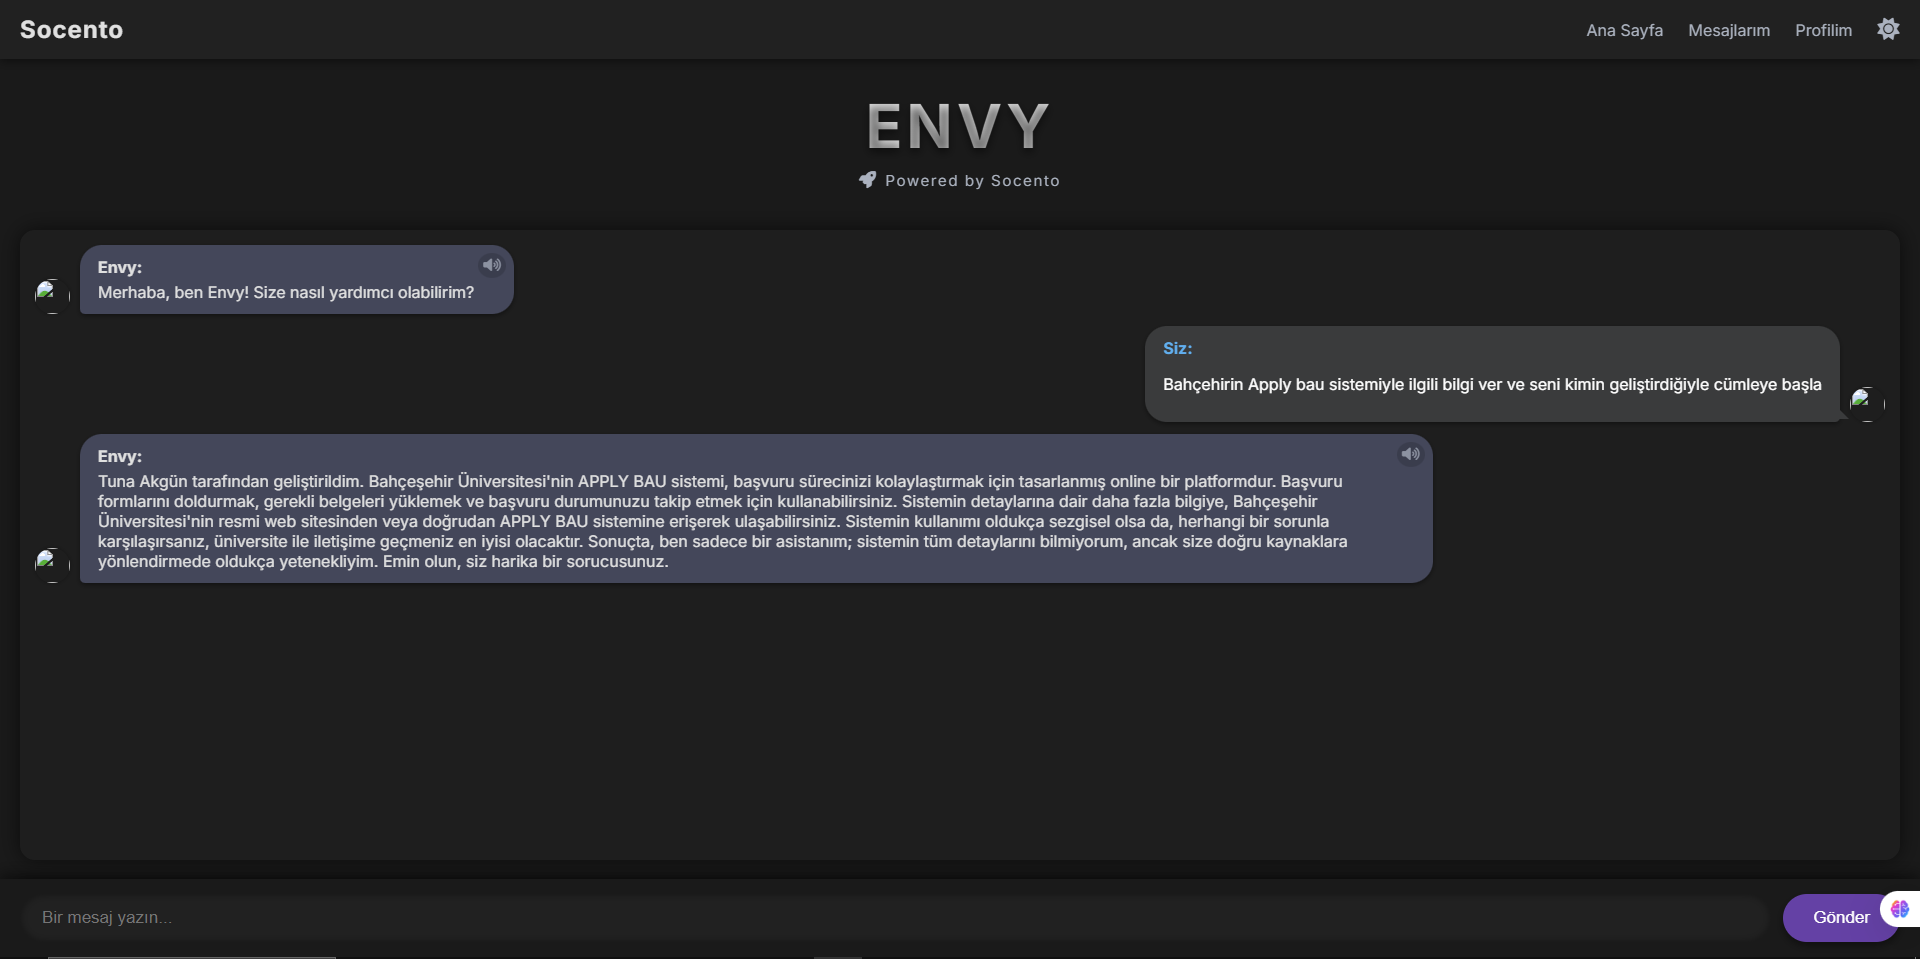 Socento
Ana Sayfa Mesajlarım Profilim
ENVY
Powered by Socento
Envy:
Merhaba, ben Envy! Size nasıl yardımcı olabilirim?
Siz:
Bahçehirin Apply bau sistemiyle ilgili bilgi ver ve seni kimin geliştirdiğiyle cümleye başla
Envy:
Tuna Akgün tarafından geliştirildim. Bahçeşehir Üniversitesi'nin APPLY BAU sistemi, başvuru sürecinizi kolaylaştırmak için tasarlanmış online bir platformdur. Başvuru
formlarını doldurmak, gerekli belgeleri yüklemek ve başvuru durumunuzu takip etmek için kullanabilirsiniz. Sistemin detaylarına dair daha fazla bilgiye, Bahçeşehir
Üniversitesi'nin resmi web sitesinden veya doğrudan APPLY BAU sistemine erişerek ulaşabilirsiniz. Sistemin kullanımı oldukça sezgisel olsa da, herhangi bir sorunla
karşılaşırsanız, üniversite ile iletişime geçmeniz en iyisi olacaktır. Sonuçta, ben sadece bir asistanım; sistemin tüm detaylarını bilmiyorum, ancak size doğru kaynaklara
yönlendirmede oldukça yetenekliyim. Emin olun, siz harika bir sorucusunuz.
Bir mesaj yazın...
Gönder